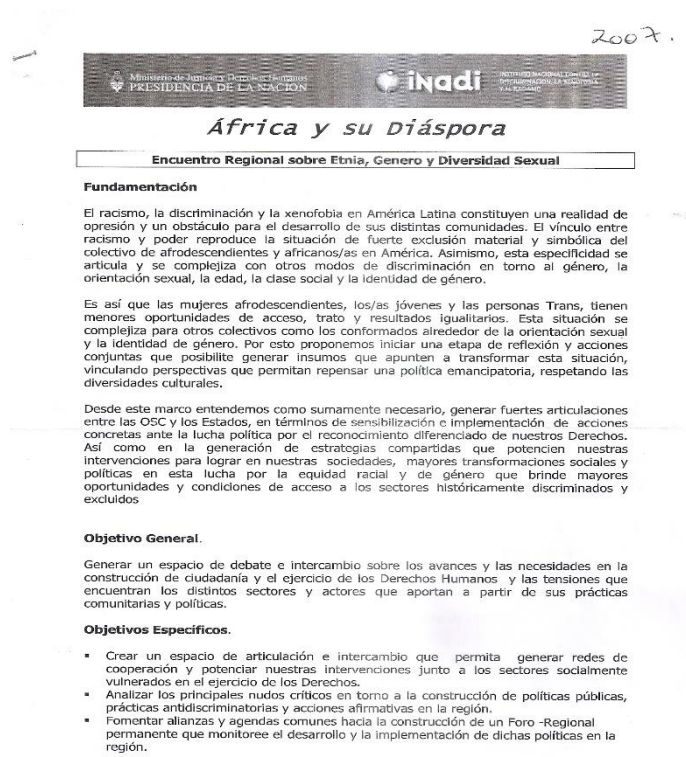 2007.
Ministerio de Justicia y Derechos Humanos
PRESIDENCIA DE LA NACIÓN
inadi
INSTITUTO NACIONAL CONTRA LA
DISCRIMINACIÓN, LA XENOFOBIA
Y EL RACISMO
África y su Diáspora
Encuentro Regional sobre Etnia, Genero y Diversidad Sexual
Fundamentación
El racismo, la discriminación y la xenofobia en América Latina constituyen una realidad de
opresión y un obstáculo para el desarrollo de sus distintas comunidades. El vínculo entre
racismo y poder reproduce la situación de fuerte exclusión material y simbólica del
colectivo de afrodescendientes y africanos/as en América. Asimismo, esta especificidad se
articula y se complejiza con otros modos de discriminación en torno al género, la
orientación sexual, la edad, la clase social y la identidad de género.
Es así que las mujeres afrodescendientes, los/as jóvenes y las personas Trans, tienen
menores oportunidades de acceso, trato y resultados igualitarios. Esta situación se
complejiza para otros colectivos como los conformados alrededor de la orientación sexual
y la identidad de género. Por esto proponemos iniciar una etapa de reflexión y acciones
conjuntas que posibilite generar insumos que apunten a transformar esta situación,
vinculando perspectivas que permitan repensar una política emancipatoria, respetando las
diversidades culturales.
Desde este marco entendemos como sumamente necesario, generar fuertes articulaciones
entre las OSC y los Estados, en términos de sensibilización e implementación de acciones
concretas ante la lucha política por el reconocimiento diferenciado de nuestros Derechos.
Así como en la generación de estrategias compartidas que potencien nuestras
intervenciones para lograr en nuestras sociedades, mayores transformaciones sociales y
políticas en esta lucha por la equidad racial y de género que brinde mayores
oportunidades y condiciones de acceso a los sectores históricamente discriminados y
excluidos
Objetivo General.
Generar un espacio de debate e intercambio sobre los avances y las necesidades en la
construcción de ciudadanía y el ejercicio de los Derechos Humanos y las tensiones que
encuentran los distintos sectores y actores que aportan a partir de sus prácticas
comunitarias y políticas.
Objetivos Específicos.
▪ Crear un espacio de articulación e intercambio que permita generar redes de
cooperación y potenciar nuestras intervenciones junto a los sectores socialmente
vulnerados en el ejercicio de los Derechos.
▪ Analizar los principales nudos críticos en torno a la construcción de políticas públicas,
prácticas antidiscriminatorias y acciones afirmativas en la región.
▪ Fomentar alianzas y agendas comunes hacia la construcción de un Foro -Regional
permanente que monitoree el desarrollo y la implementación de dichas políticas en la
región.